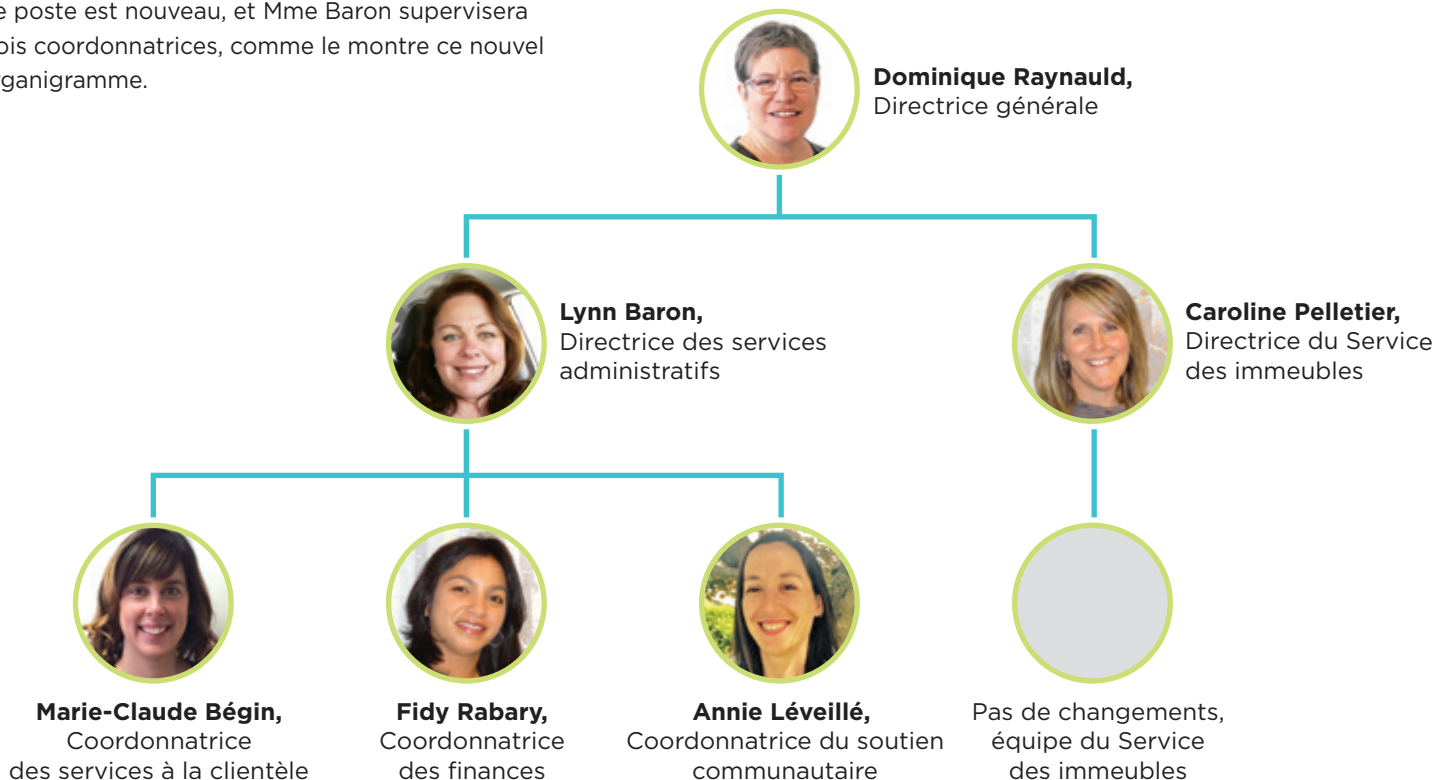 e poste est nouveau, et Mme Baron supervisera
ois coordonnatrices, comme le montre ce nouvel
rganigramme.
Dominique Raynauld,
Directrice générale
Lynn Baron,
Directrice des services
administratifs
Caroline Pelletier,
Directrice du Service
des immeubles
Marie-Claude Bégin,
Coordonnatrice
des services à la clientèle
Fidy Rabary,
Coordonnatrice
des finances
Annie Léveillé,
Coordonnatrice du soutien
communautaire
Pas de changements,
équipe du Service
des immeubles